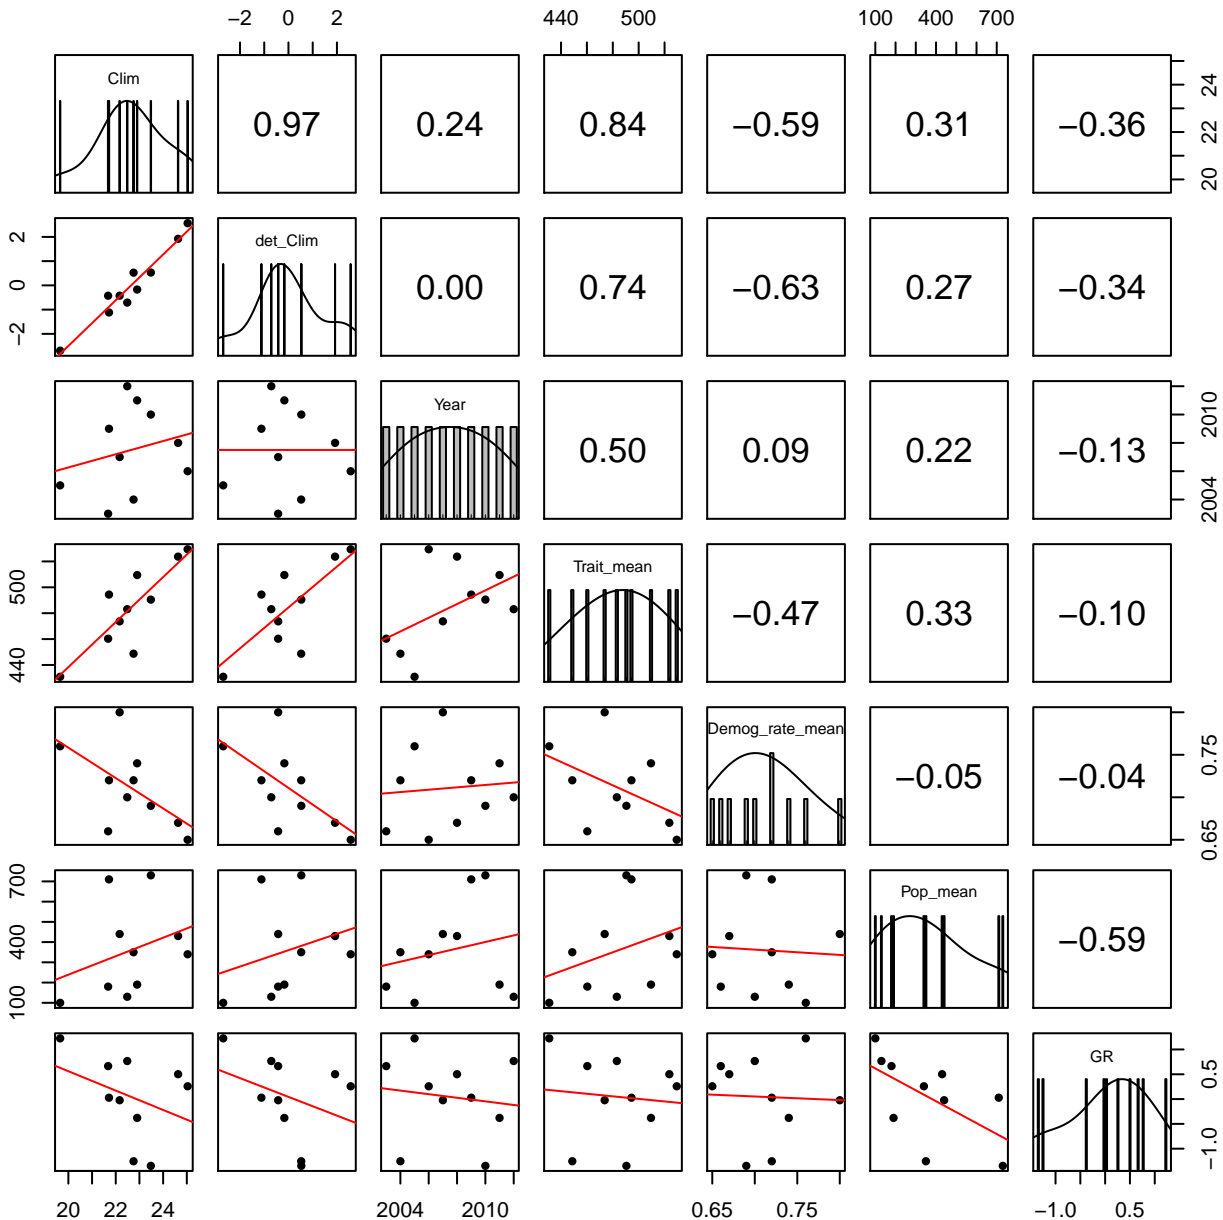 −2 0 2 440 500 100 400 700
Clim 0.97 0.24 0.84 −0.59 0.31 −0.36 20 22 24
−2 0 2 det_Clim 0.00 0.74 −0.63 0.27 −0.34
Year 0.50 0.09 0.22 −0.13 2004 2010
440 500 Trait_mean −0.47 0.33 −0.10
Demog_rate_mean −0.05 −0.04 0.65 0.75
100 400 700 Pop_mean −0.59
GR −1.0 0.5
20 22 24 2004 2010 0.65 0.75 −1.0 0.5